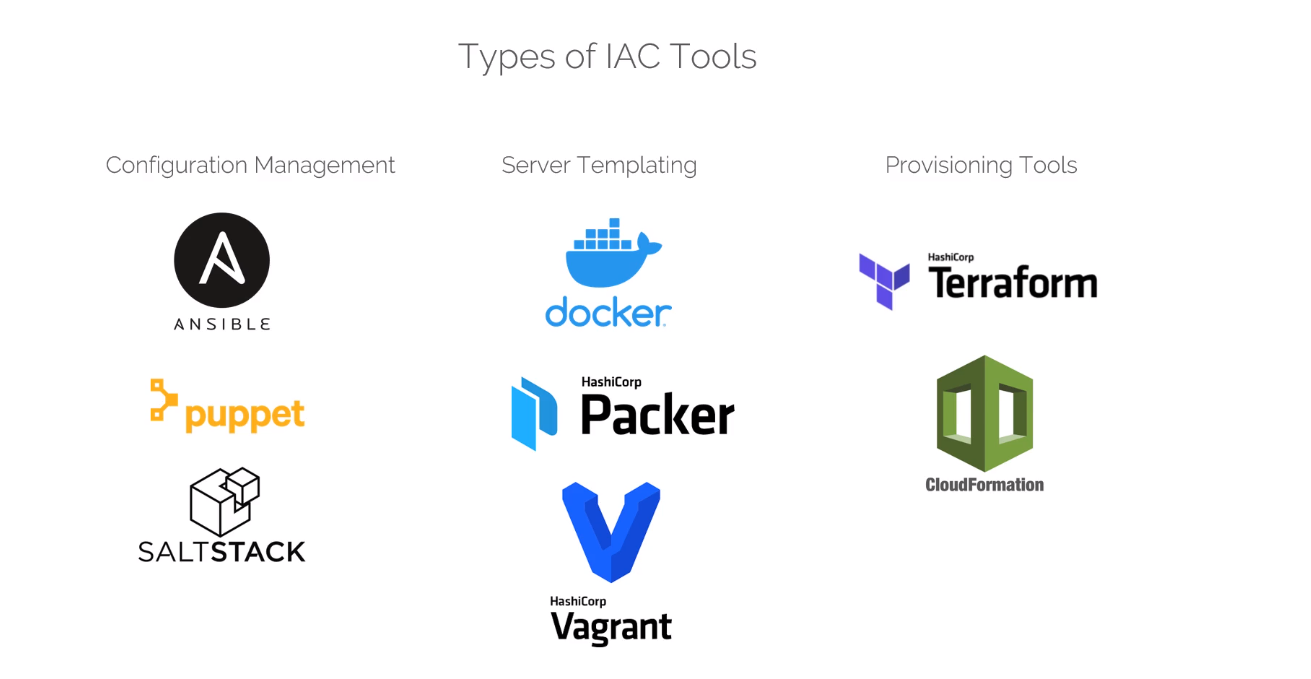 Types of IAC Tools
Configuration Management
Server Templating
Provisioning Tools
ANSIBLE
puppet
SALTSTACK
docker
HashiCorp
Packer
HashiCorp
Vagrant
HashiCorp
Terraform
CloudFormation